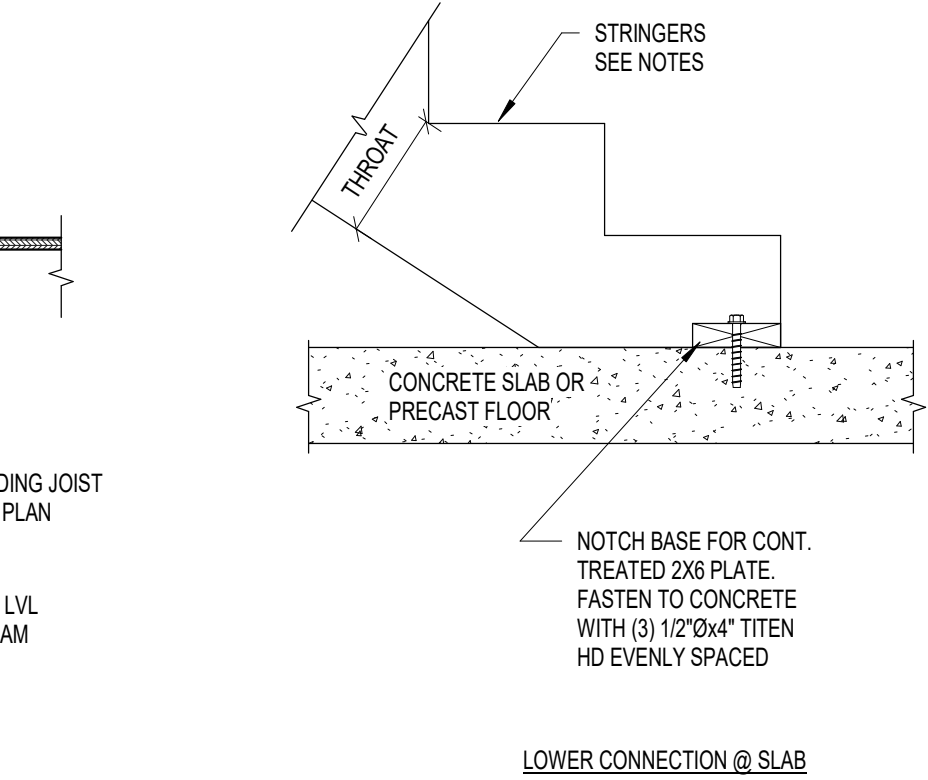 STRINGERS
SEE NOTES
THROAT
CONCRETE SLAB OR
PRECAST FLOOR
DING JOIST
PLAN
LVL
AM
NOTCH BASE FOR CONT.
TREATED 2X6 PLATE.
FASTEN TO CONCRETE
WITH (3) 1/2"Øx4" TITEN
HD EVENLY SPACED
LOWER CONNECTION @ SLAB